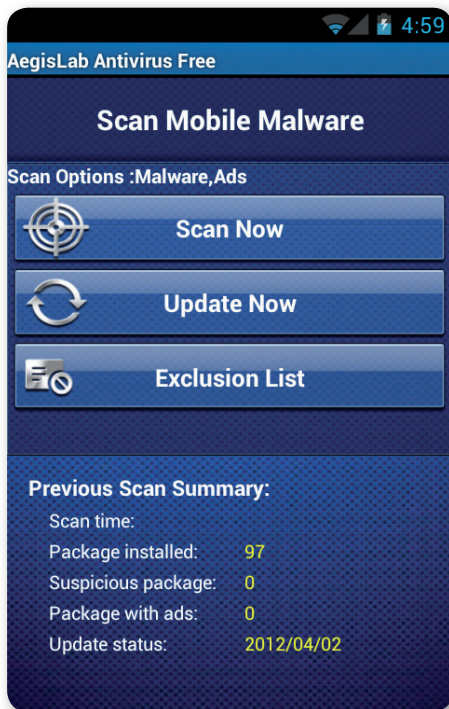 4:59
AegisLab Antivirus Free
Scan Mobile Malware
Scan Options :Malware,Ads
Scan Now
Update Now
Exclusion List
Previous Scan Summary:
Scan time:
Package installed: 97
Suspicious package: 0
Package with ads: 0
Update status: 2012/04/02